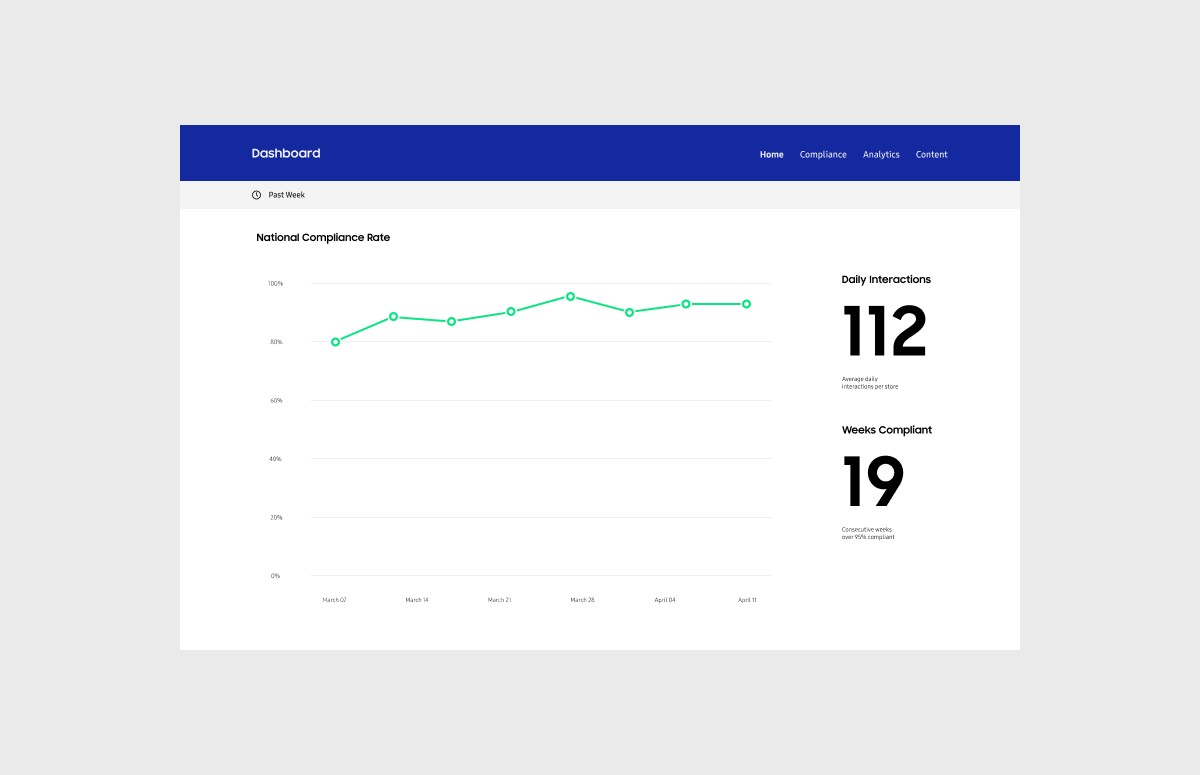 Dashboard
Home Compliance Analytics Content
Past Week
National Compliance Rate
100%
80%
60%
40%
20%
0%
March 07 March 14 March 21 March 28 April 04 April 11
Daily Interactions
112
Average daily
interactions per store
Weeks Compliant
19
Consecutive weeks
over 95% compliant